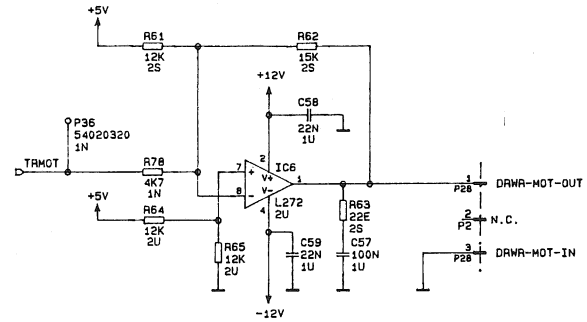 +5V
R61
12K
2S
R62
15K
2S
+12V
P36
54020320
1N
C58
22N
1U
TRMOT
R78
4K7
1N
7
+
2
V+
IC6
1
8
-
V-
4
L272
2U
+5V
R64
12K
2U
R65
12K
2U
C59
22N
1U
R63
22E
2S
C57
100N
1U
-12V
1
P28
DRWR-MOT-OUT
2
P2
N.C.
3
P28
DRWR-MOT-IN